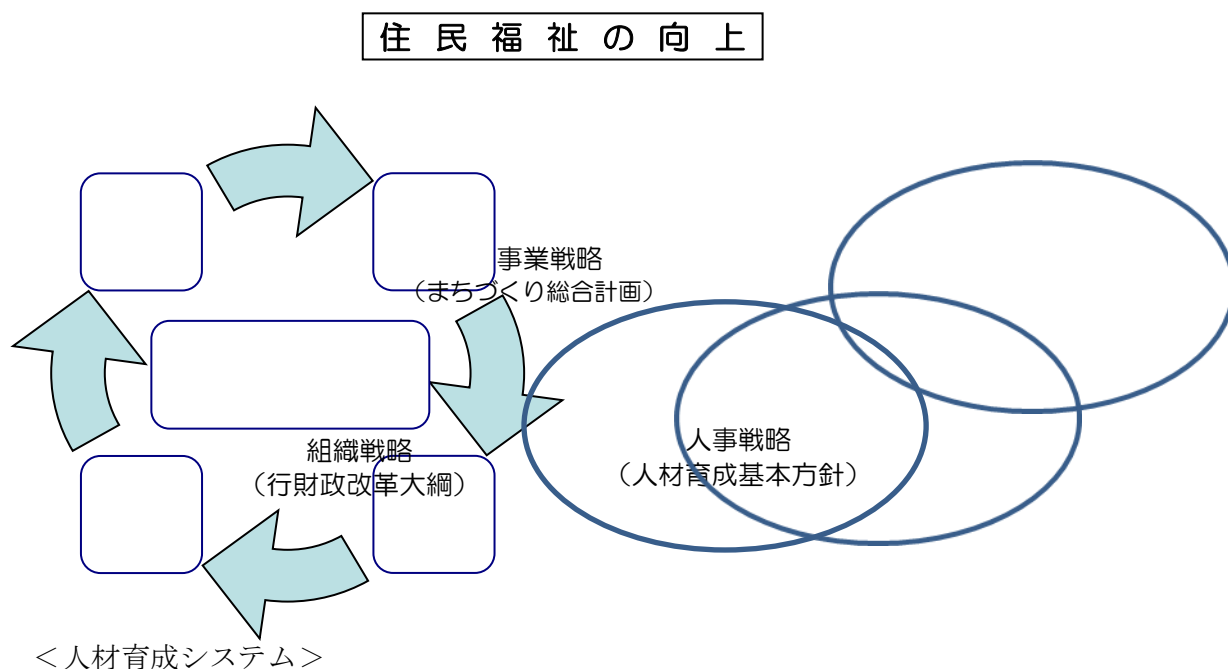 住民福祉の向上
事業戦略
（まちづくり総合計画）
組織戦略
（行財政改革大綱）
人事戦略
（人材育成基本方針）
＜人材育成システム＞